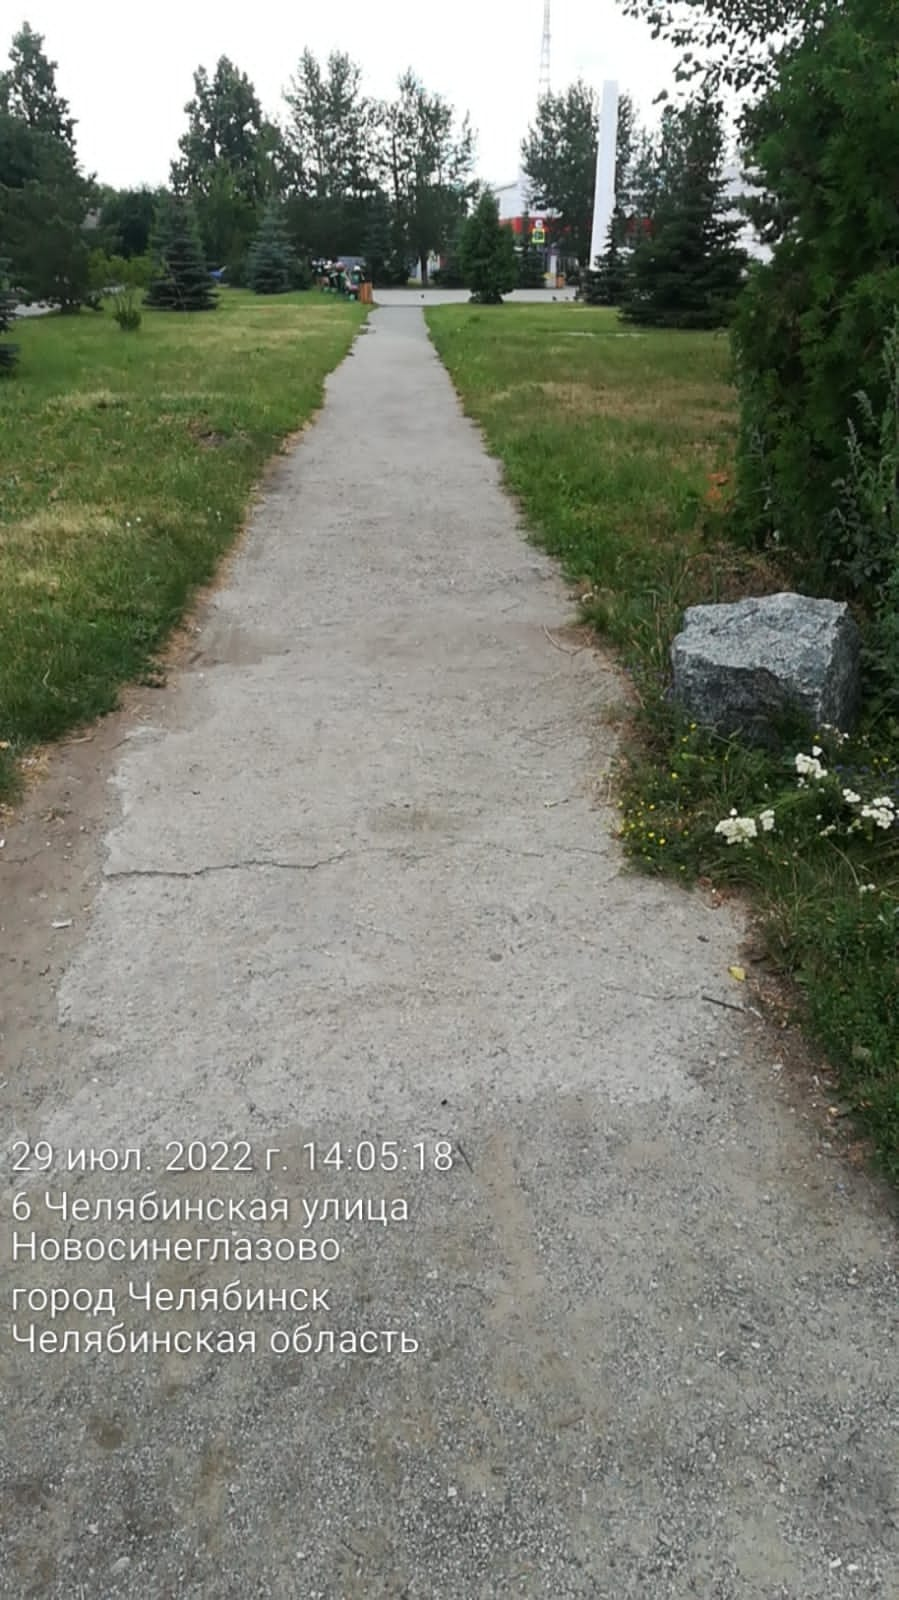 29 июл. 2022 г. 14:05:18
6 Челябинская улица
Новосинеглазово
город Челябинск
Челябинская область